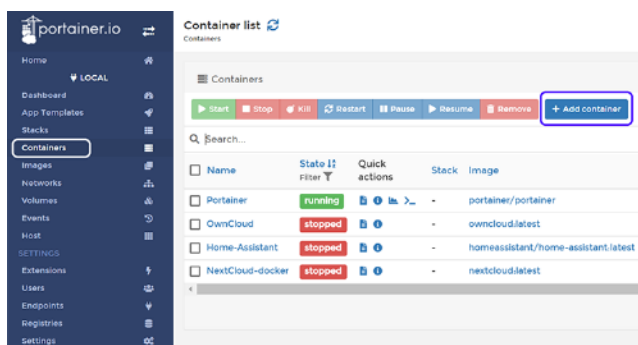 portainer.io
Home
LOCAL
Dashboard
App Templates
Stacks
Containers
Images
Networks
Volumes
Events
Host
SETTINGS
Extensions
Users
Endpoints
Registries
Settings
Container list
Containers
Containers
Start Stop Kill Restart Pause Resume Remove + Add container
Search...
Name State Filter Quick actions Stack Image
Portainer running - portainer/portainer
OwnCloud stopped - owncloud:latest
Home-Assistant stopped - homeassistant/home-assistant:latest
NextCloud-docker stopped - nextcloud:latest